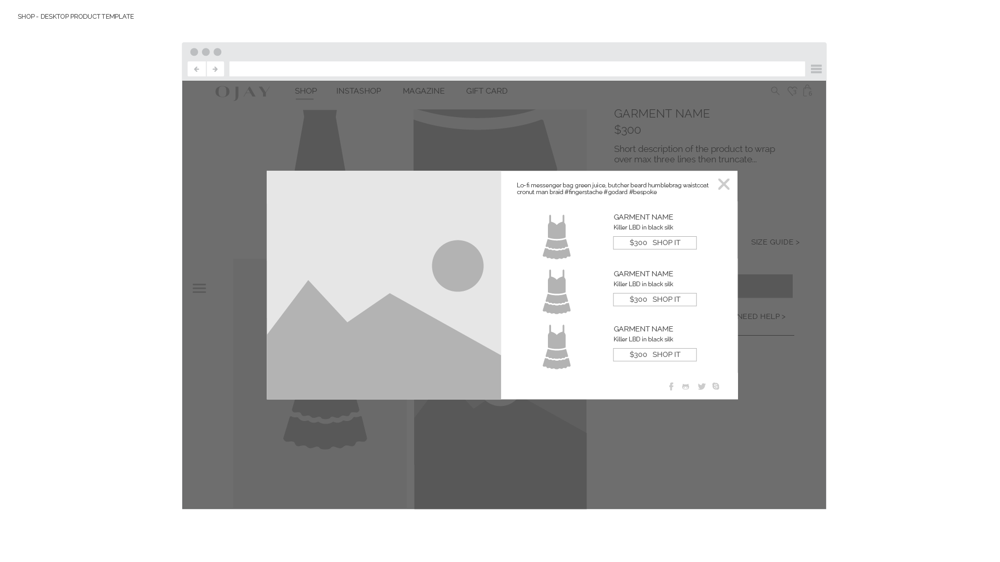 SHOP - DESKTOP PRODUCT TEMPLATE
OJAY
SHOP
INSTASHOP
MAGAZINE
GIFT CARD
3
6
GARMENT NAME
$300
Short description of the product to wrap
over max three lines then truncate...
Lo-fi messenger bag green juice, butcher beard humblebrag waistcoat
cronut man braid #fingerstache #godard #bespoke
GARMENT NAME
Killer LBD in black silk
$300 SHOP IT
GARMENT NAME
Killer LBD in black silk
$300 SHOP IT
GARMENT NAME
Killer LBD in black silk
$300 SHOP IT
SIZE GUIDE >
NEED HELP >